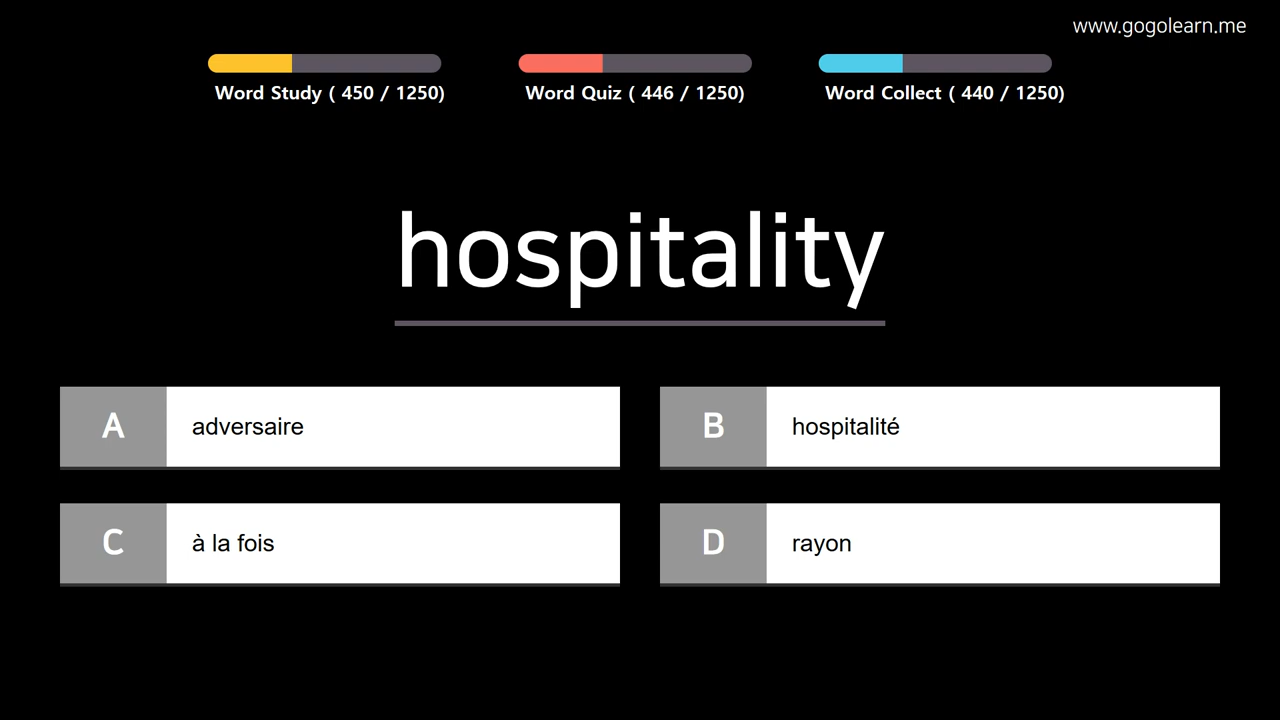 www.gogolearn.me
Word Study ( 450 / 1250)
Word Quiz ( 446 / 1250)
Word Collect ( 440 / 1250)
hospitality
A adversaire
B hospitalité
C à la fois
D rayon